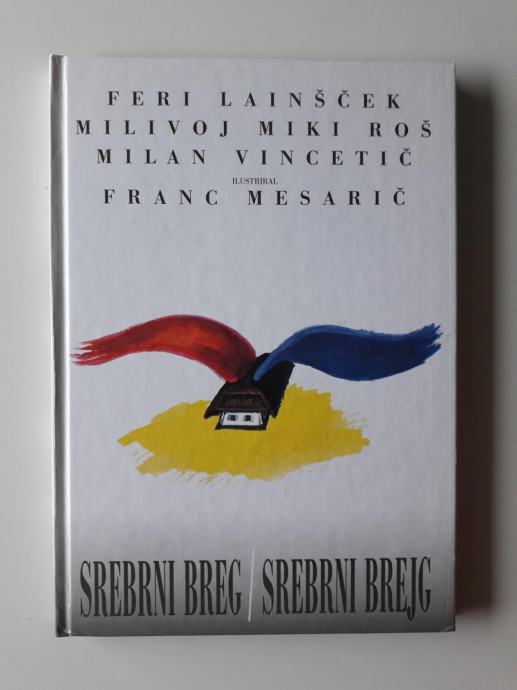 FERI LAINŠČEK
MILIVOJ MIKI ROŠ
MILAN VINCETIČ
ILUSTRIRAL
FRANC MESARIČ
SREBRNI BREG / SREBRNI BREJG